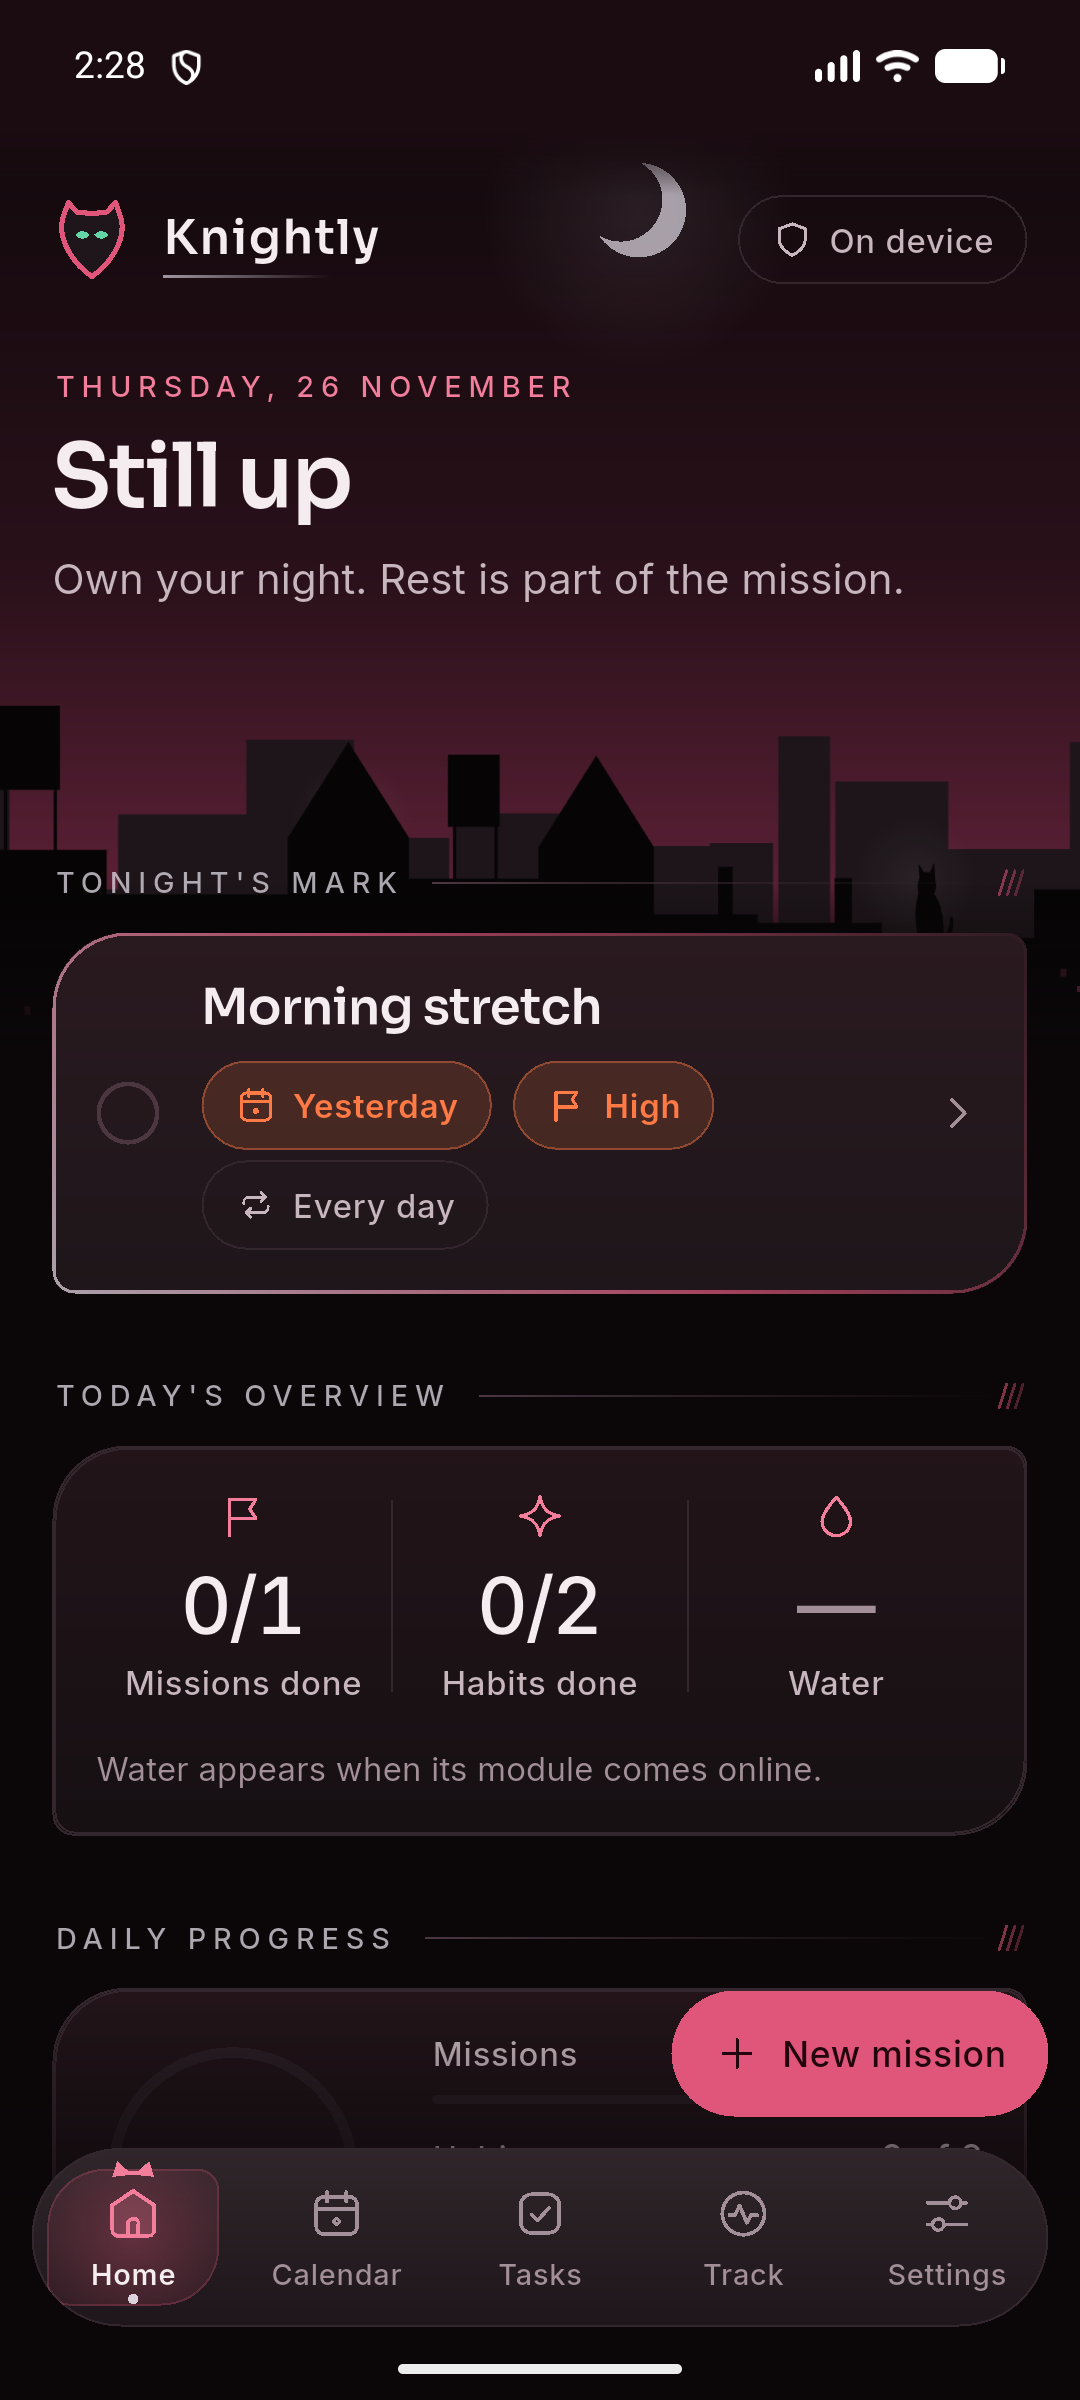 2:28
Knightly
On device
THURSDAY, 26 NOVEMBER
Still up
Own your night. Rest is part of the mission.
TONIGHT'S MARK
Morning stretch
Yesterday
High
Every day
TODAY'S OVERVIEW
0/1
0/2
—
Missions done
Habits done
Water
Water appears when its module comes online.
DAILY PROGRESS
Missions
New mission
Home
Calendar
Tasks
Track
Settings